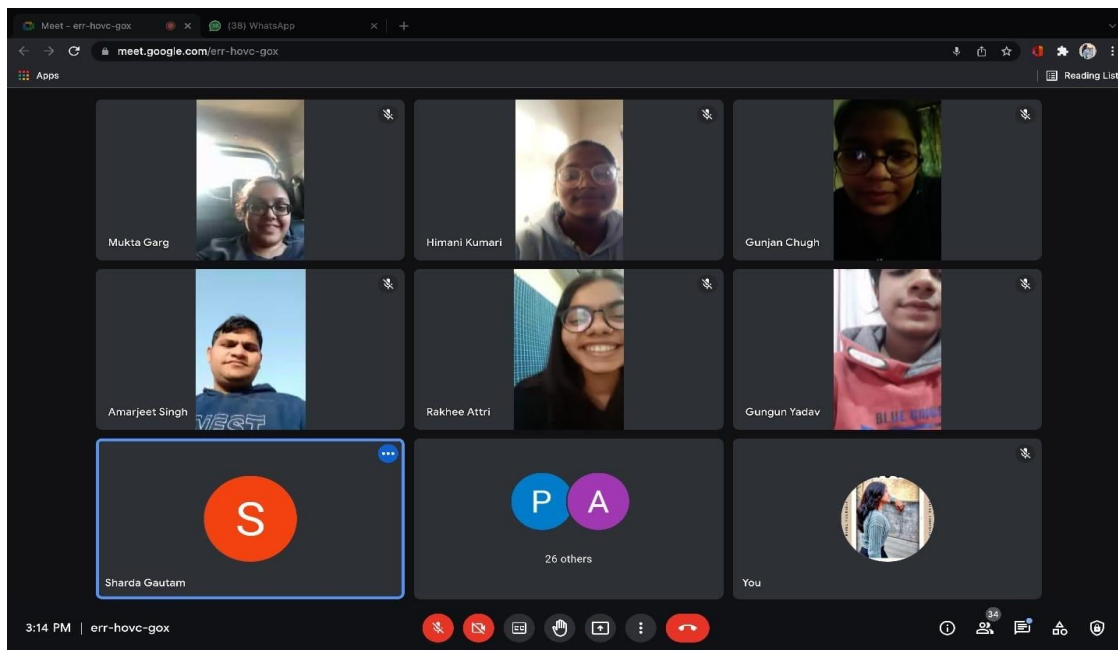 Meet – err-hovc-gox
(38) WhatsApp
meet.google.com/err-hovc-gox
Apps
Reading List
Mukta Garg
Himani Kumari
Gunjan Chugh
Amarjeet Singh
Rakhee Attri
Gungun Yadav
S
P A
26 others
Sharda Gautam
You
3:14 PM | err-hovc-gox
34